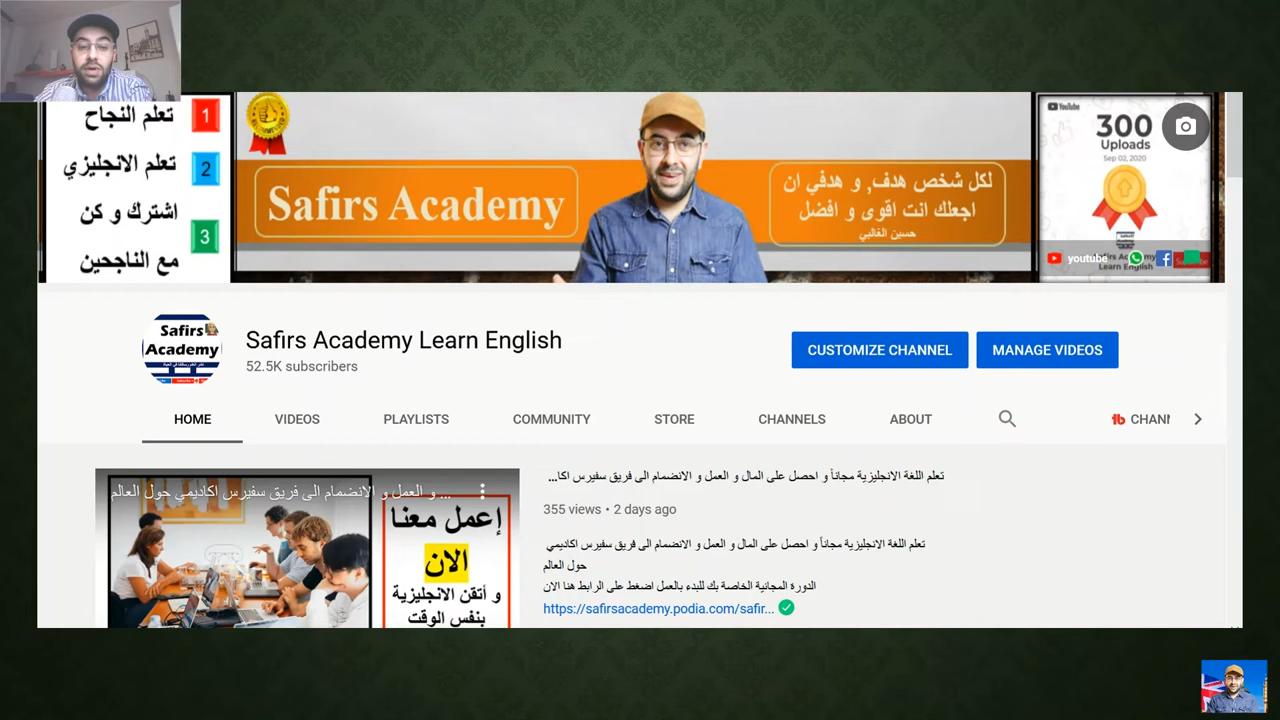 1 تعلم النجاح
2 تعلم الانجليزي
3 اشترك و كن
مع الناجحين
Safirs Academy
لكل شخص هدف, و هدفي ان
اجعلك انت اقوى و افضل
حسين الغالبي
YouTube
300
Uploads
Sep 02, 2020
youtube
Learn English
Safirs
Academy
Safirs Academy Learn English
52.5K subscribers
CUSTOMIZE CHANNEL
MANAGE VIDEOS
HOME
VIDEOS
PLAYLISTS
COMMUNITY
STORE
CHANNELS
ABOUT
CHANN
و العمل و الانضمام الى فريق سفيرس اكاديمي حول العالم ...
إعمل معنا
الان
و أتقن الانجليزية
بنفس الوقت
تعلم اللغة الانجليزية مجاناً و احصل على المال و العمل و الانضمام الى فريق سفيرس اكا...
355 views • 2 days ago
تعلم اللغة الانجليزية مجاناً و احصل على المال و العمل و الانضمام الى فريق سفيرس اكاديمي
حول العالم
الدورة المجانية الخاصة بك للبدء بالعمل اضغط على الرابط هنا الان
https://safirsacademy.podia.com/safir...